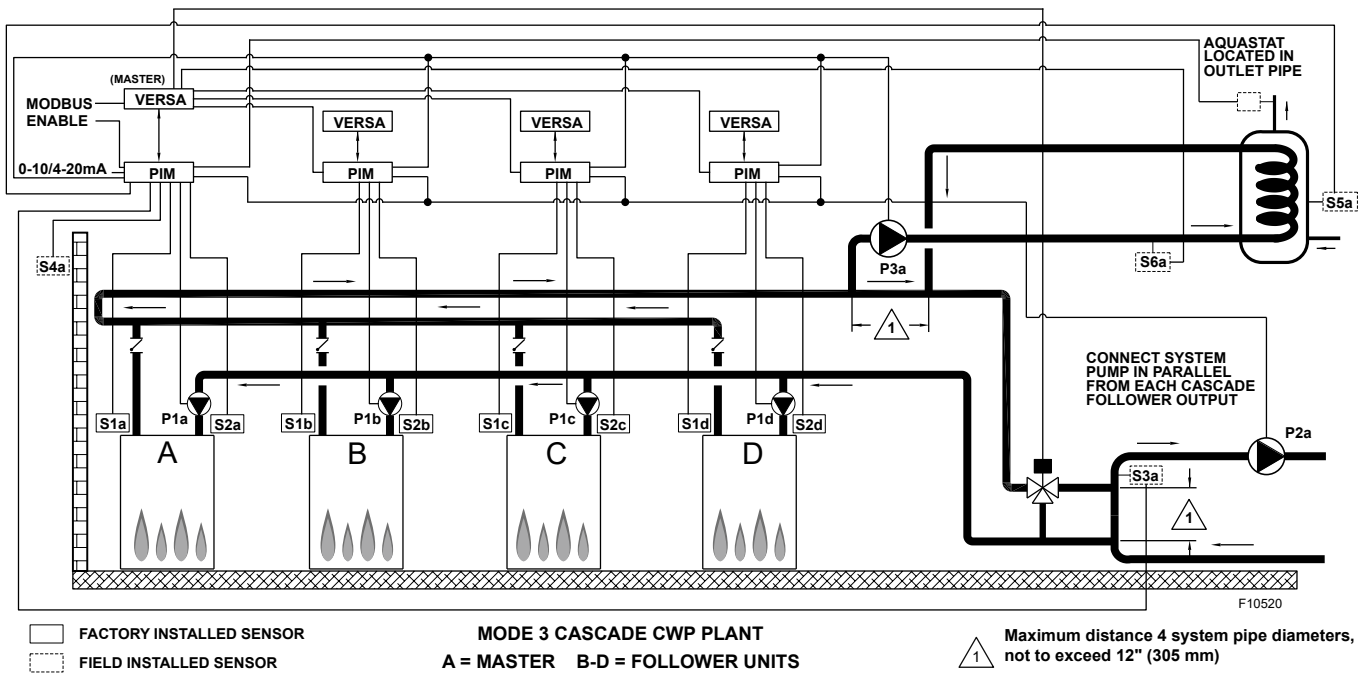 AQUASTAT
LOCATED IN
OUTLET PIPE
(MASTER)
VERSA
MODBUS
ENABLE
VERSA
VERSA
VERSA
0-10/4-20mA
PIM
PIM
PIM
PIM
S5a
S4a
P3a
S6a
1
CONNECT SYSTEM
PUMP IN PARALLEL
FROM EACH CASCADE
FOLLOWER OUTPUT
S1a
P1a
S2a
S1b
P1b
S2b
S1c
P1c
S2c
S1d
P1d
S2d
P2a
A
B
C
D
S3a
1
F10520
FACTORY INSTALLED SENSOR
FIELD INSTALLED SENSOR
MODE 3 CASCADE CWP PLANT
A = MASTER B-D = FOLLOWER UNITS
1
Maximum distance 4 system pipe diameters,
not to exceed 12" (305 mm)